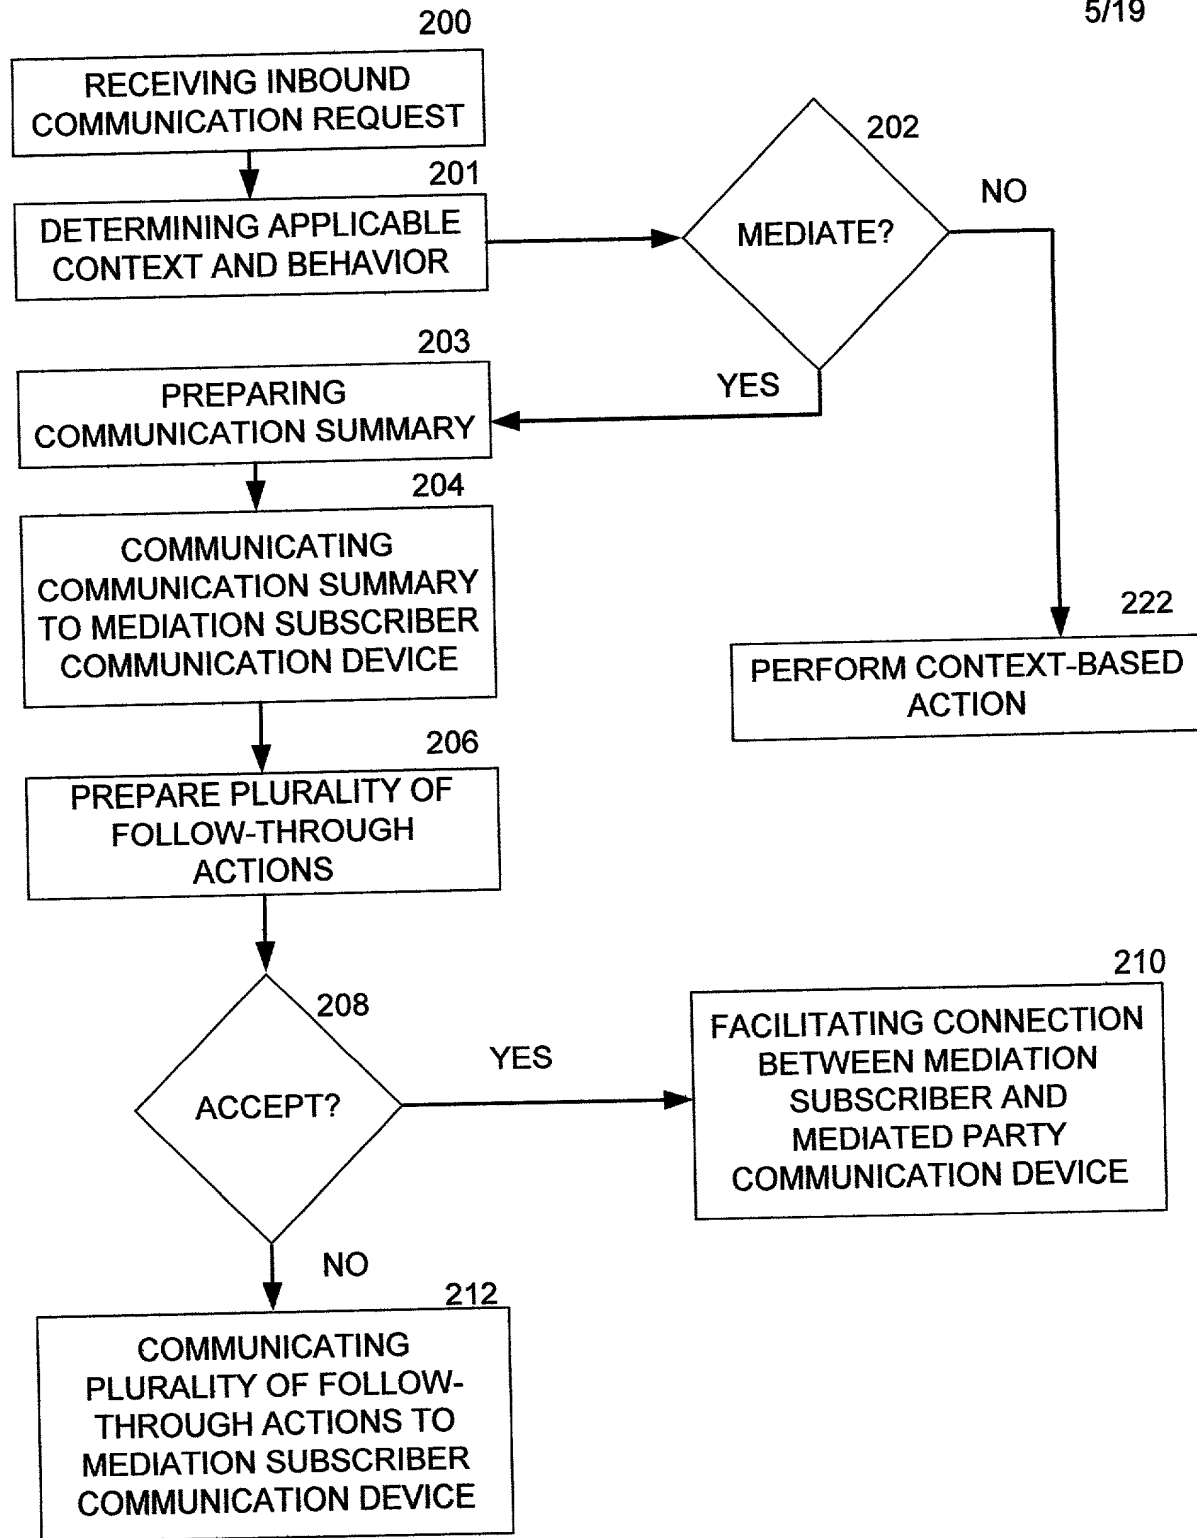 5/19
200
RECEIVING INBOUND
COMMUNICATION REQUEST
201
DETERMINING APPLICABLE
CONTEXT AND BEHAVIOR
202
MEDIATE?
NO
YES
203
PREPARING
COMMUNICATION SUMMARY
204
COMMUNICATING
COMMUNICATION SUMMARY
TO MEDIATION SUBSCRIBER
COMMUNICATION DEVICE
222
PERFORM CONTEXT-BASED
ACTION
206
PREPARE PLURALITY OF
FOLLOW-THROUGH
ACTIONS
208
ACCEPT?
YES
210
FACILITATING CONNECTION
BETWEEN MEDIATION
SUBSCRIBER AND
MEDIATED PARTY
COMMUNICATION DEVICE
NO
212
COMMUNICATING
PLURALITY OF FOLLOW-
THROUGH ACTIONS TO
MEDIATION SUBSCRIBER
COMMUNICATION DEVICE